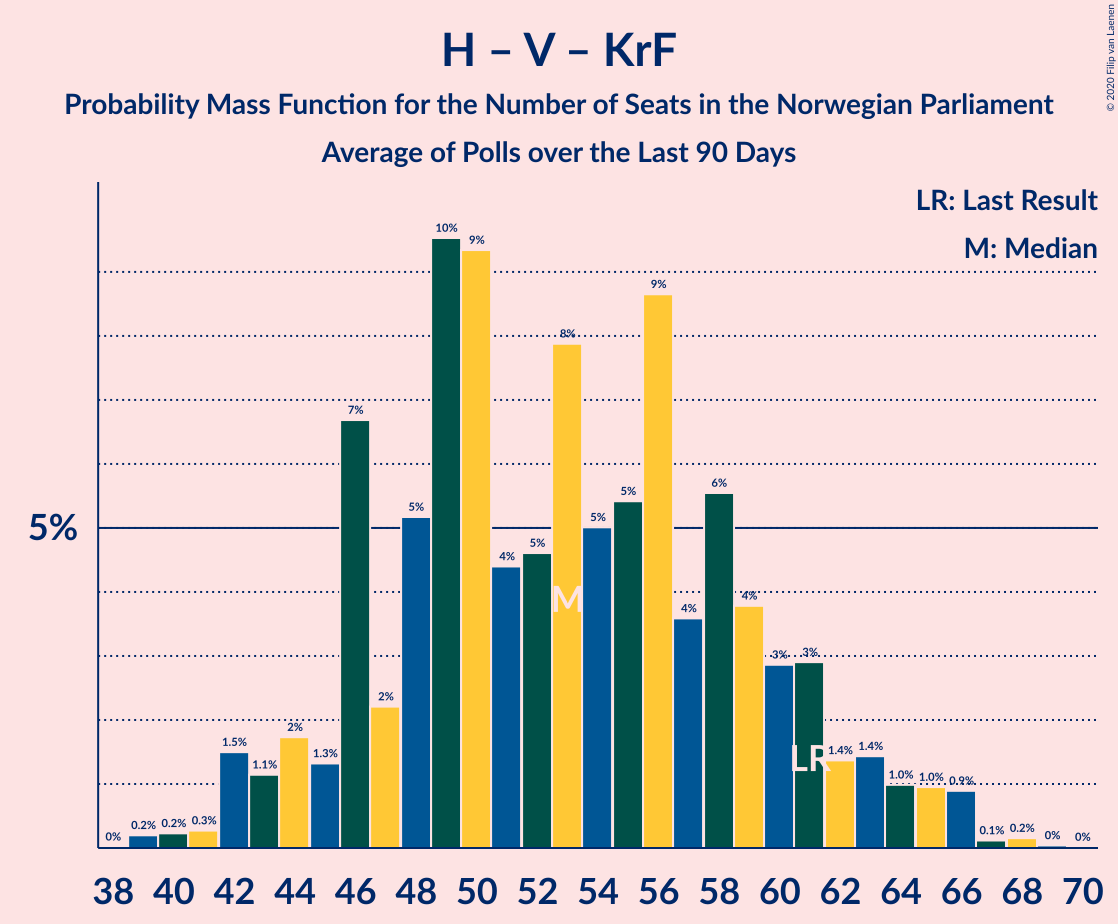 H – V – KrF
Probability Mass Function for the Number of Seats in the Norwegian Parliament
Average of Polls over the Last 90 Days
© 2020 Filip van Laenen
LR: Last Result
M: Median
5%
0% 0.2% 0.2% 0.3% 1.5% 1.1% 2% 1.3% 7% 2% 5% 10% 9% 4% 5% 8% 5% 5% 9% 4% 6% 4% 3% 3% 1.4% 1.4% 1.0% 1.0% 0.9% 0.1% 0.2% 0% 0%
M
LR
38 40 42 44 46 48 50 52 54 56 58 60 62 64 66 68 70